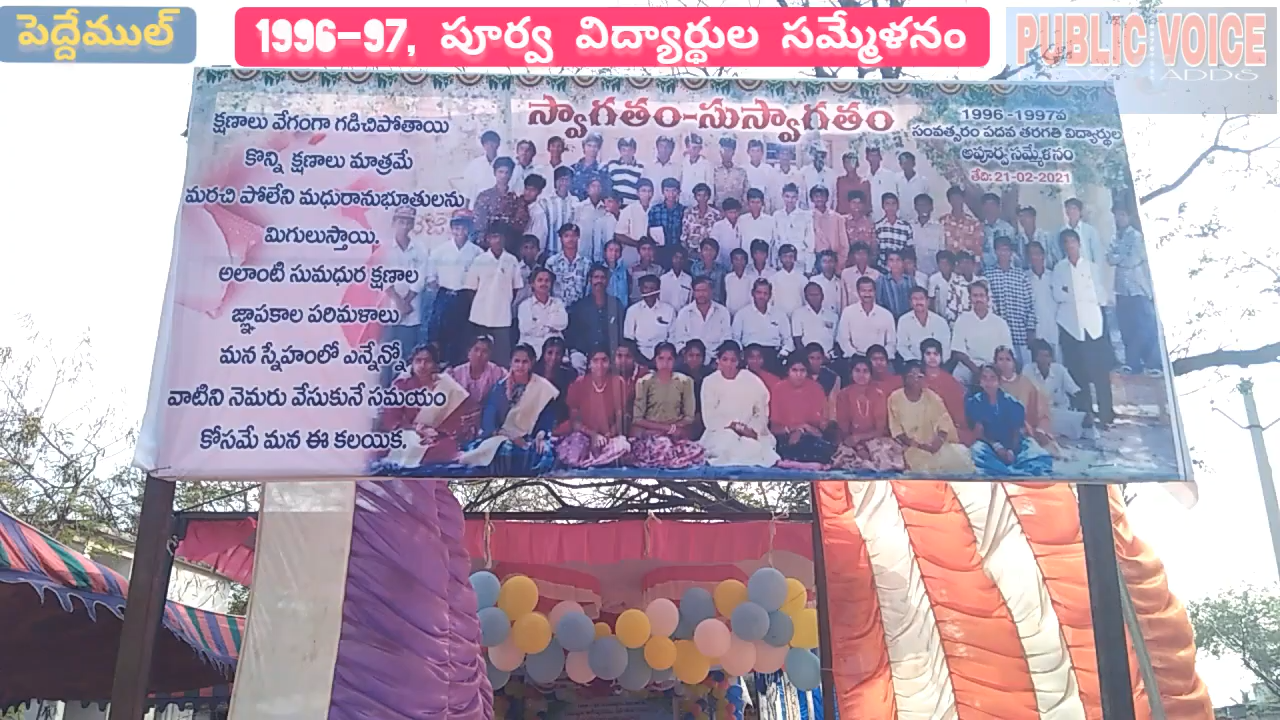 పెద్దేముల్
1996-97, పూర్వ విద్యార్థుల సమ్మేళనం
PUBLIC VOICE
ADDS
స్వాగతం-సుస్వాగతం
క్షణాలు వేగంగా గడిచిపోతాయి
కొన్ని క్షణాలు మాత్రమే
మరచి పోలేని మధురానుభూతులను
మిగులుస్తాయి.
అలాంటి సుమధుర క్షణాల
జ్ఞాపకాల పరిమళాలు
మన స్నేహంలో ఎన్నేన్నో
వాటిని నెమరు వేసుకునే సమయం
కోసమే మన ఈ కలయిక.
1996 -1997వ
సంవత్సరం పదవ తరగతి విద్యార్థుల
అపూర్వ సమ్మేళనం
తేది: 21-02-2021